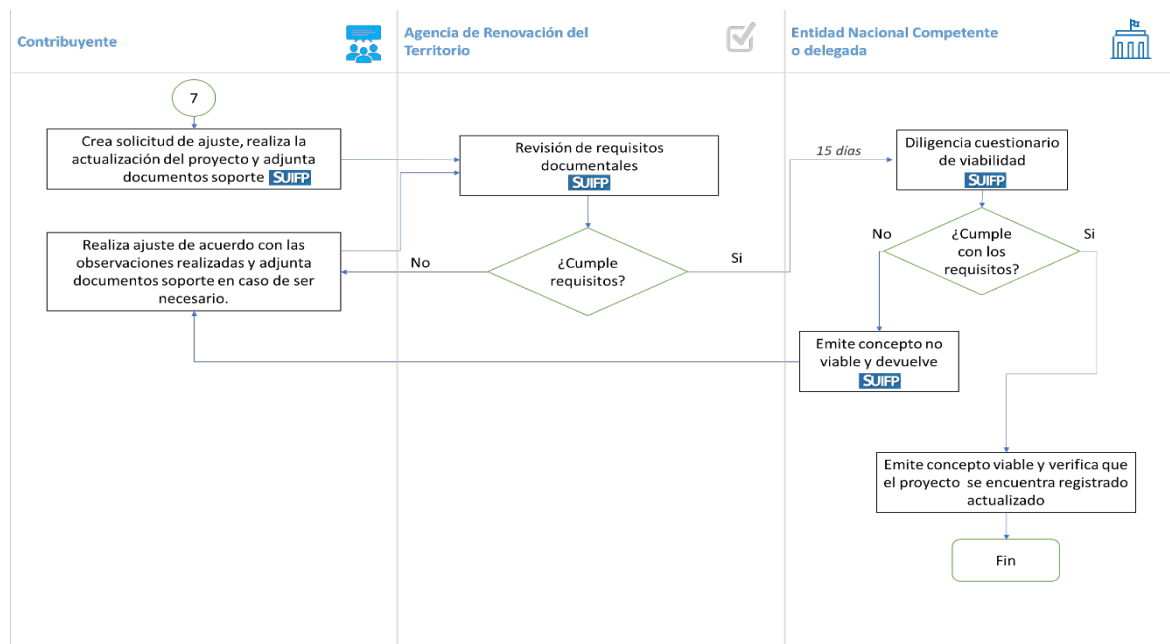 Contribuyente
Agencia de Renovación del
Territorio
Entidad Nacional Competente
o delegada
7
Crea solicitud de ajuste, realiza la
actualización del proyecto y adjunta
documentos soporte SUIFP
Revisión de requisitos
documentales
SUIFP
15 días
Diligencia cuestionario
de viabilidad
SUIFP
Realiza ajuste de acuerdo con las
observaciones realizadas y adjunta
documentos soporte en caso de ser
necesario.
No
¿Cumple
requisitos?
Si
No
¿Cumple
con los
requisitos?
Si
Emite concepto no
viable y devuelve
SUIFP
Emite concepto viable y verifica que
el proyecto se encuentra registrado
actualizado
Fin